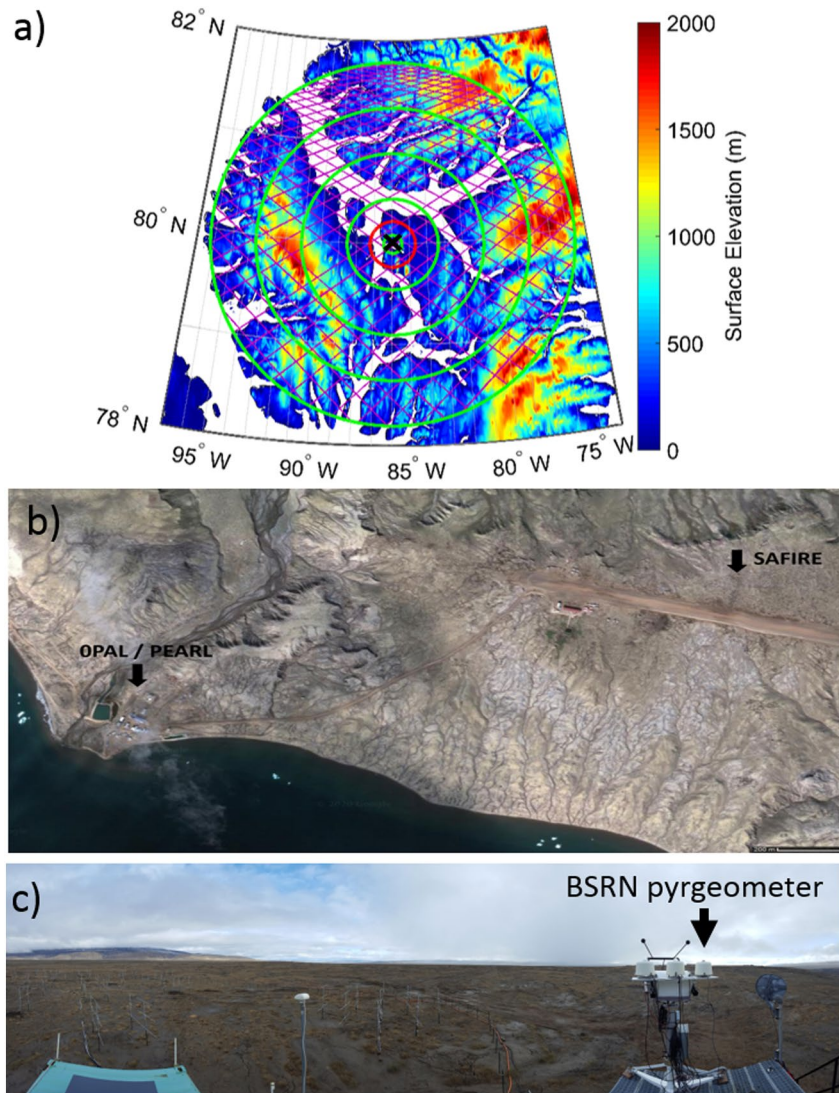 a)
82° N
80° N
78° N
95° W
90° W
85° W
80° W
75° W
2000
1500
1000
500
0
Surface Elevation (m)
b)
0PAL / PEARL
SAFIRE
c)
BSRN pyrgeometer